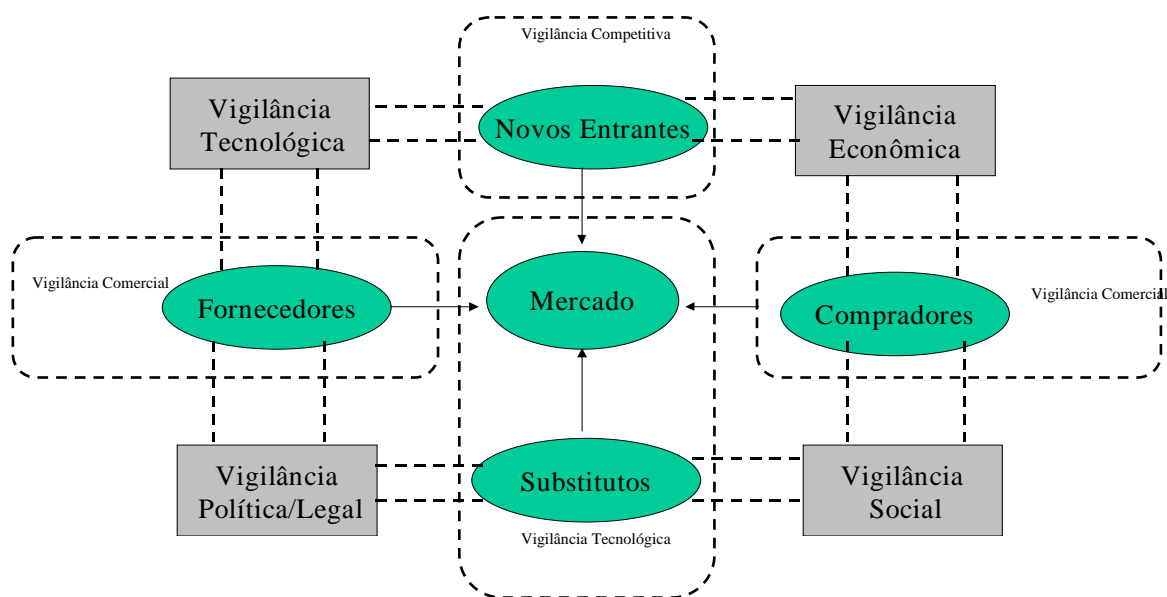 Vigilância Competitiva
Vigilância
Tecnológica
Novos Entrantes
Vigilância
Econômica
Vigilância Comercial
Fornecedores
Mercado
Compradores
Vigilância Comercial
Vigilância
Política/Legal
Substitutos
Vigilância
Social
Vigilância Tecnológica